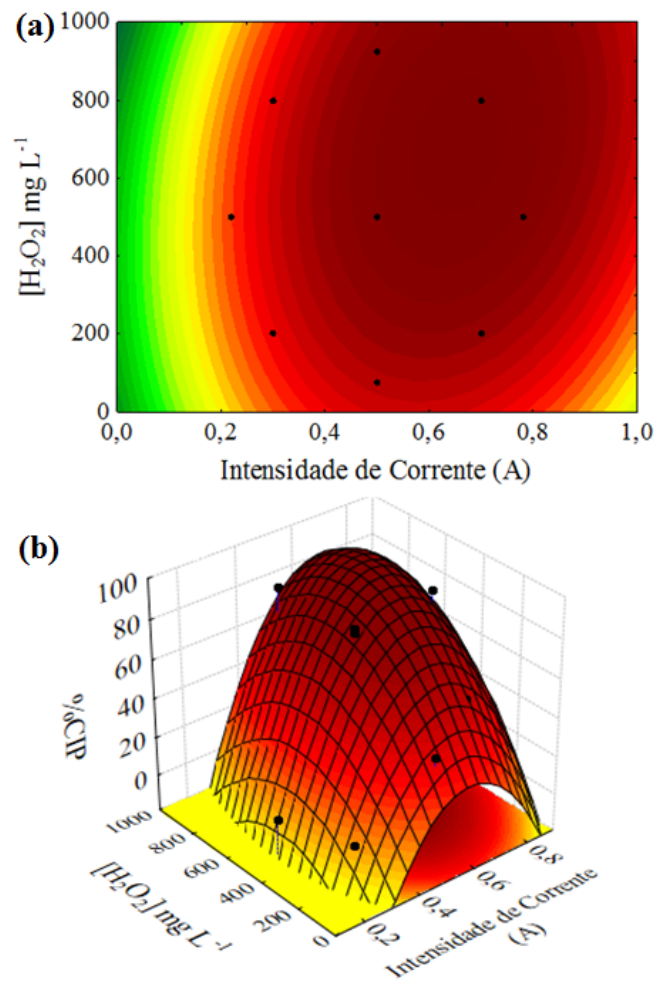 (a)
1000
800
600
400
200
0
[H₂O₂] mg L⁻¹
0,0 0,2 0,4 0,6 0,8 1,0
Intensidade de Corrente (A)
(b)
100
80
60
40
20
0
%CIP
1000
800
600
400
200
0
[H₂O₂] mg L⁻¹
0,2
0,4
0,6
0,8
Intensidade de Corrente
(A)